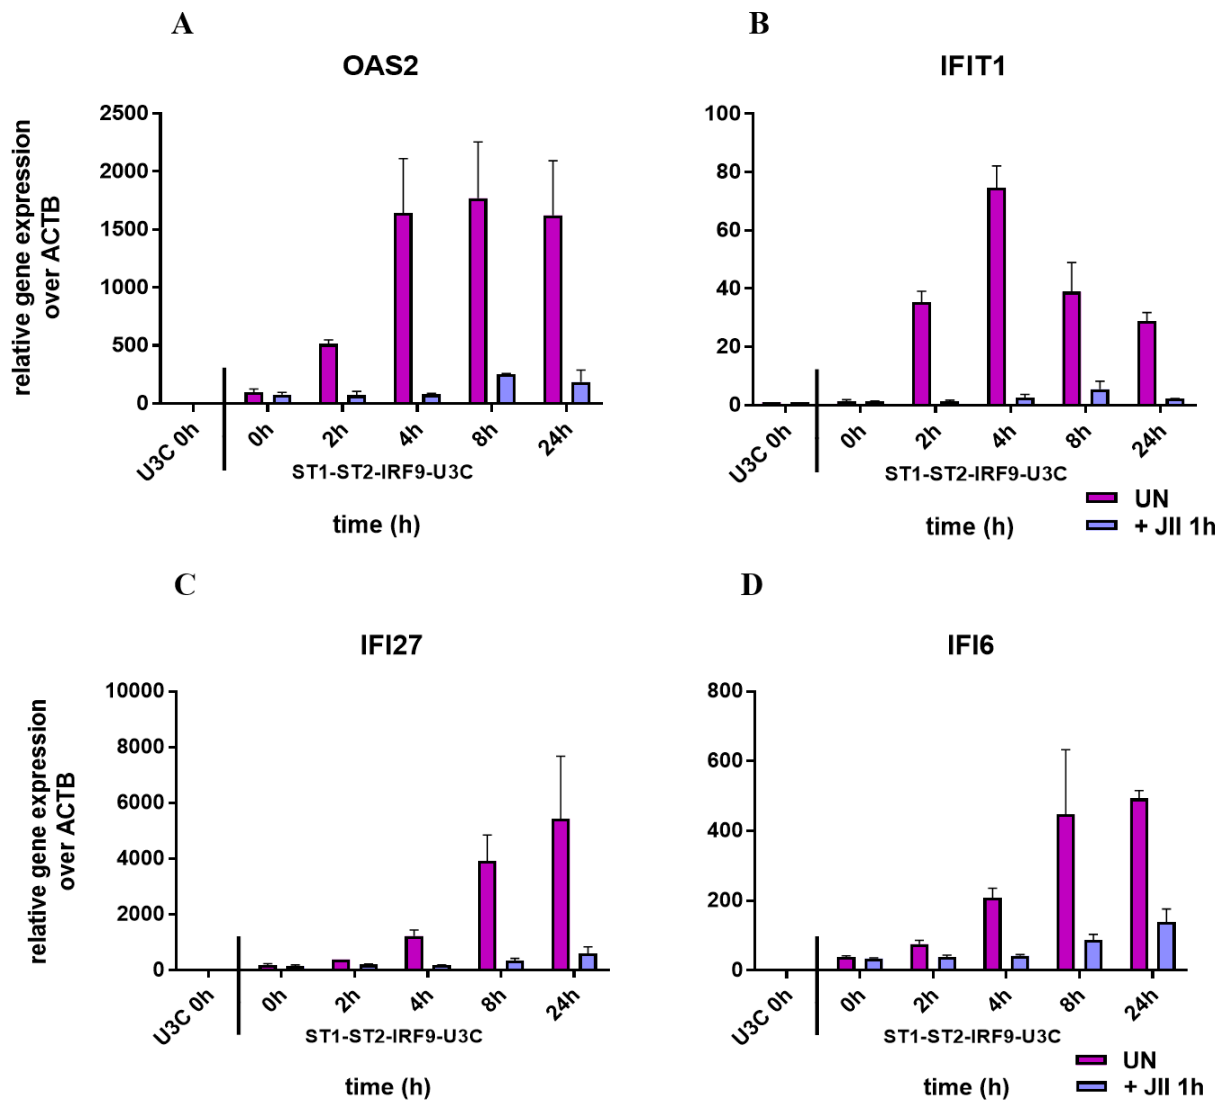 A
OAS2
relative gene expression
over ACTB
2500
2000
1500
1000
500
0
U3C 0h
0h
2h
4h
8h
24h
ST1-ST2-IRF9-U3C
time (h)
B
IFIT1
100
80
60
40
20
0
U3C 0h
0h
2h
4h
8h
24h
ST1-ST2-IRF9-U3C
time (h)
UN
+ JII 1h
C
IFI27
relative gene expression
over ACTB
10000
8000
6000
4000
2000
0
U3C 0h
0h
2h
4h
8h
24h
ST1-ST2-IRF9-U3C
time (h)
D
IFI6
800
600
400
200
0
U3C 0h
0h
2h
4h
8h
24h
ST1-ST2-IRF9-U3C
time (h)
UN
+ JII 1h